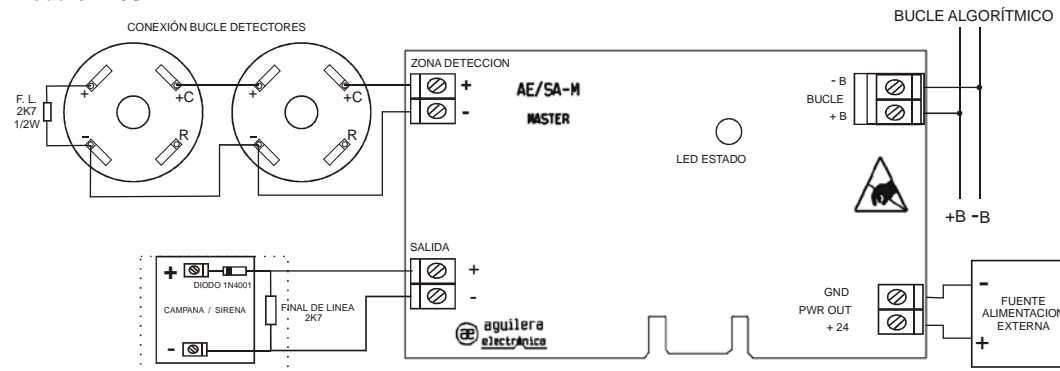 BUCLE ALGORÍTMICO
CONEXIÓN BUCLE DETECTORES
ZONA DETECCION
+
-
AE/SA-M
MASTER
- B
BUCLE
+ B
F. L.
2K7
1/2W
+
+C
-
R
+
+C
-
R
LED ESTADO
+B -B
SALIDA
+
-
+
DIODO 1N4001
CAMPANA / SIRENA
FINAL DE LINEA
2K7
-
GND
PWR OUT
+ 24
-
FUENTE
ALIMENTACION
EXTERNA
+
ae aguilera
electrónica